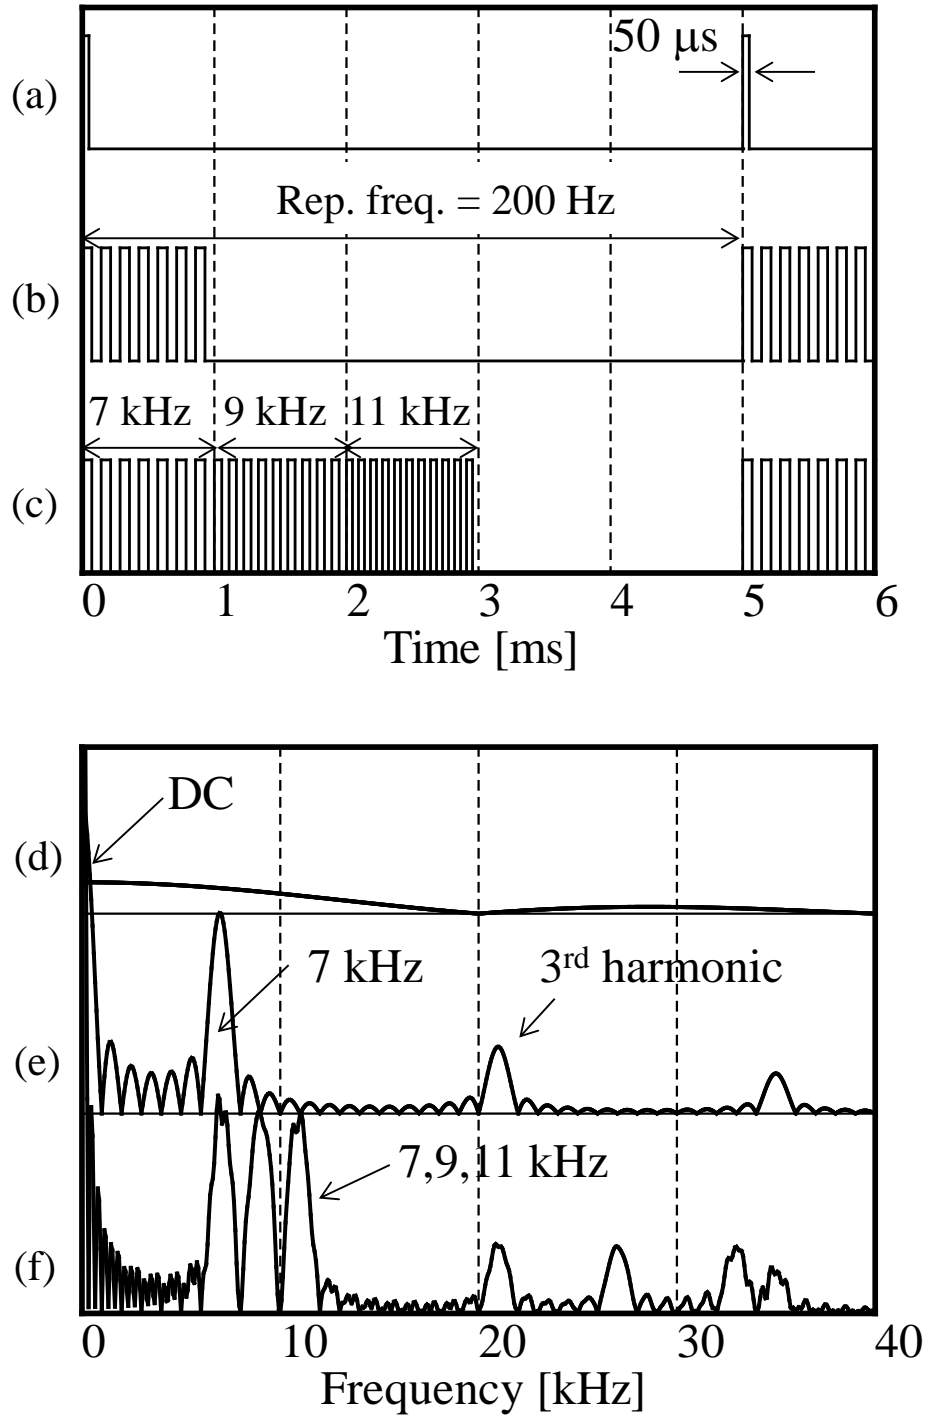 50 μs
(a)
Rep. freq. = 200 Hz
(b)
7 kHz 9 kHz 11 kHz
(c)
0 1 2 3 4 5 6
Time [ms]
DC
(d)
7 kHz 3rd harmonic
(e)
7,9,11 kHz
(f)
0 10 20 30 40
Frequency [kHz]